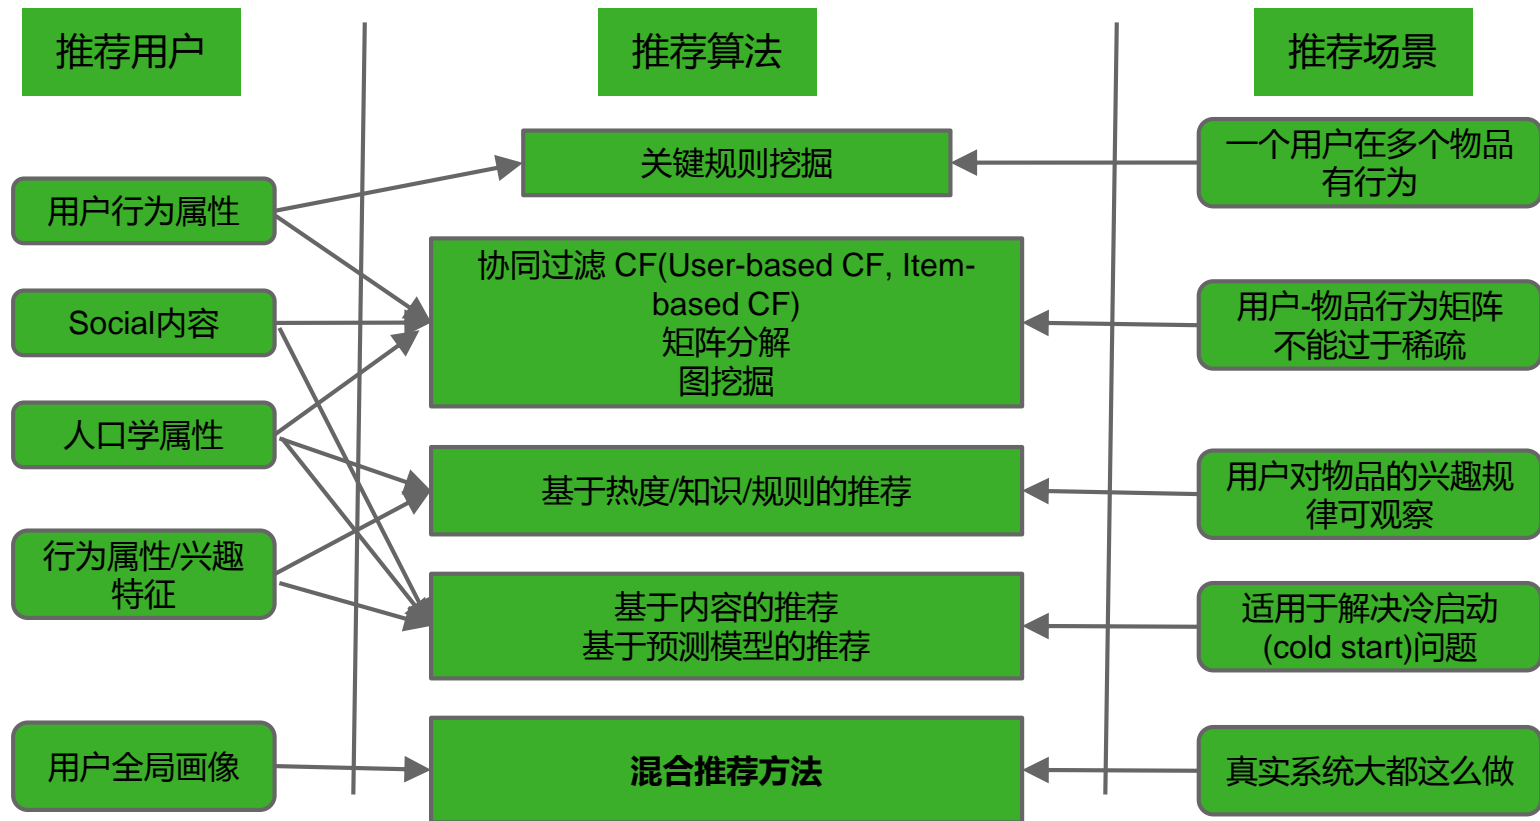 推荐用户
推荐算法
推荐场景
用户行为属性
Social内容
人口学属性
行为属性/兴趣
特征
用户全局画像
关键规则挖掘
协同过滤 CF(User-based CF, Item-
based CF)
矩阵分解
图挖掘
基于热度/知识/规则的推荐
基于内容的推荐
基于预测模型的推荐
混合推荐方法
一个用户在多个物品
有行为
用户-物品行为矩阵
不能过于稀疏
用户对物品的兴趣规
律可观察
适用于解决冷启动
(cold start)问题
真实系统大都这么做